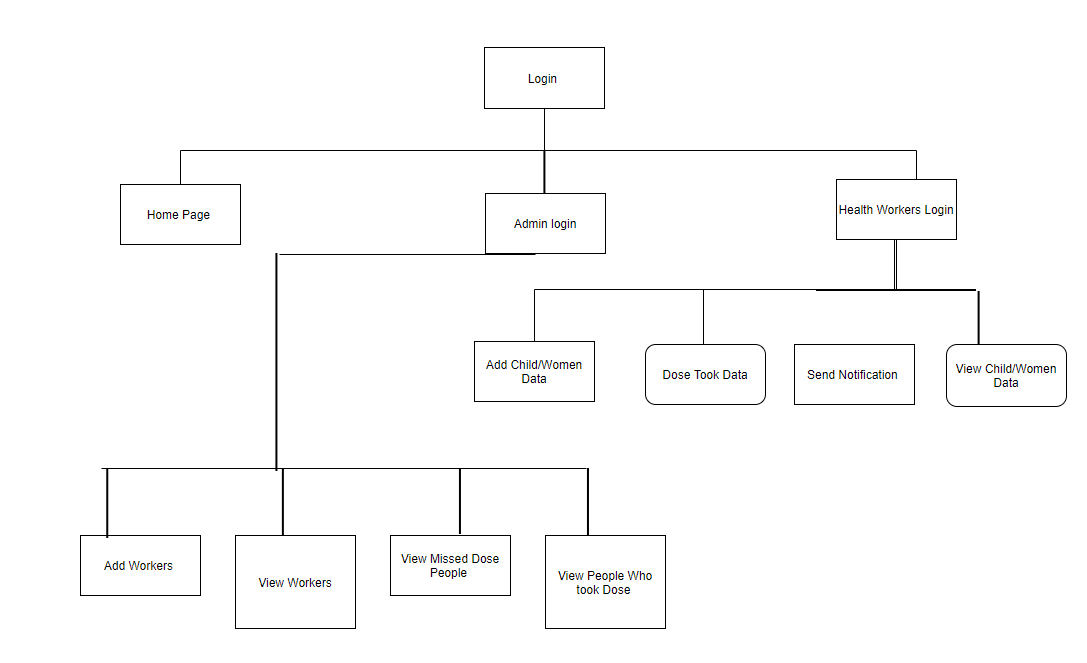 Login
Home Page
Admin login
Health Workers Login
Add Child/Women
Data
Dose Took Data
Send Notification
View Child/Women
Data
Add Workers
View Workers
View Missed Dose
People
View People Who
took Dose